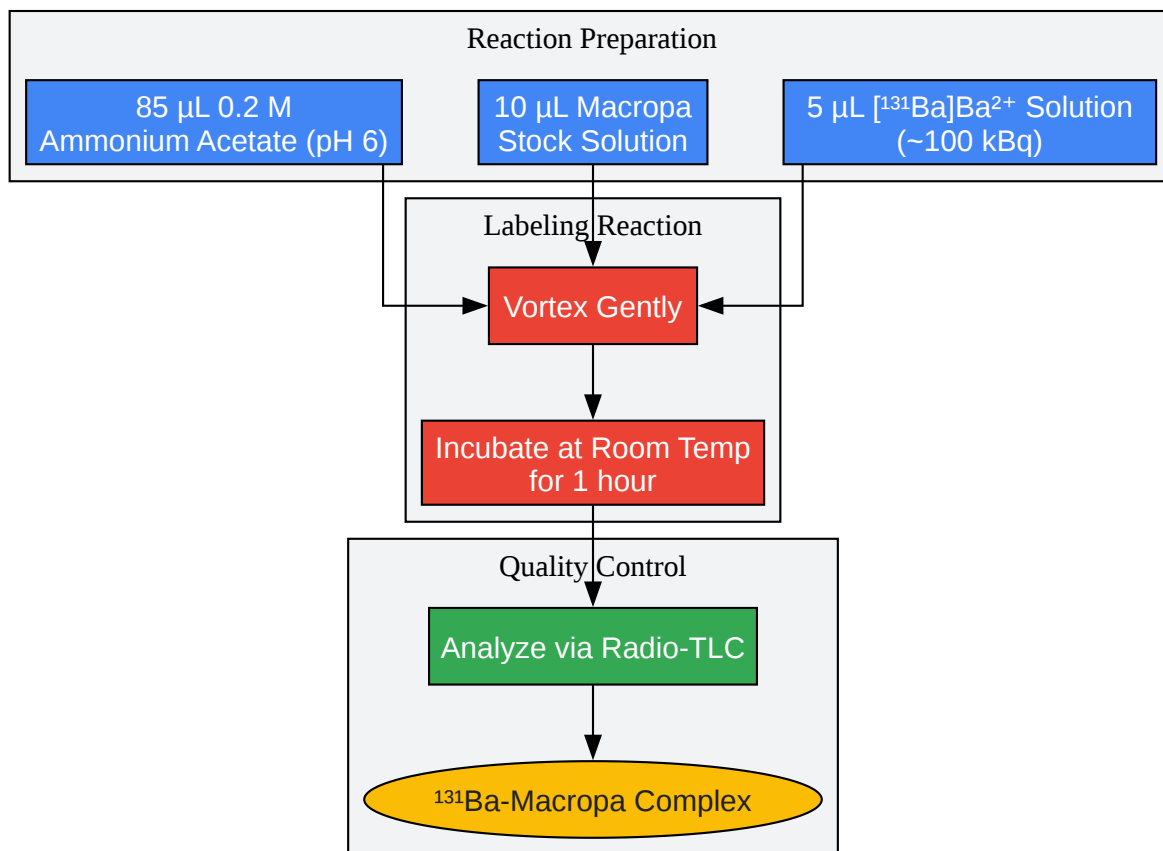 Reaction Preparation
85 µL 0.2 M
Ammonium Acetate (pH 6)
10 µL Macropa
Stock Solution
5 µL [¹³¹Ba]Ba²⁺ Solution
(~100 kBq)
Labeling Reaction
Vortex Gently
Incubate at Room Temp
for 1 hour
Quality Control
Analyze via Radio-TLC
¹³¹Ba-Macropa Complex